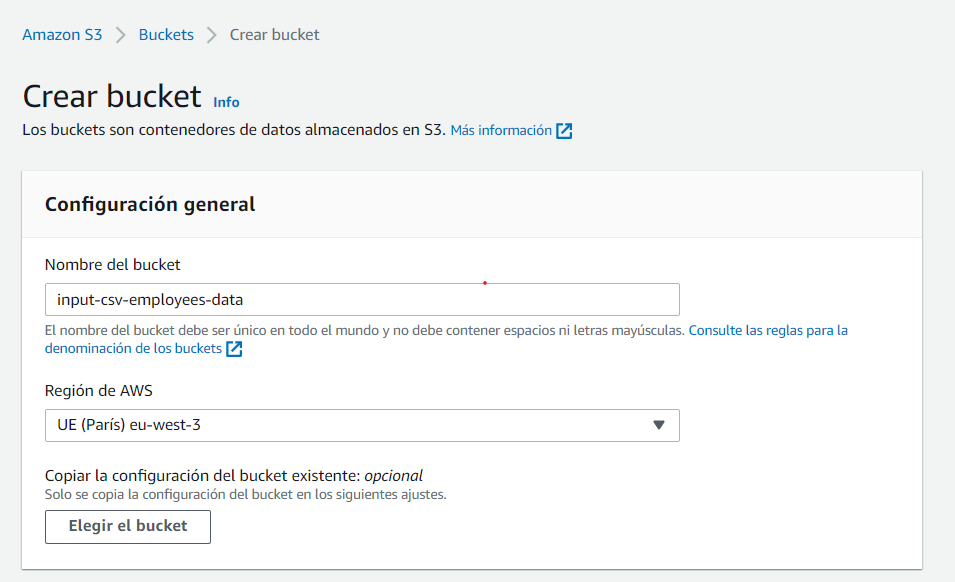 Amazon S3 > Buckets > Crear bucket
Crear bucket Info
Los buckets son contenedores de datos almacenados en S3. Más información
Configuración general
Nombre del bucket
input-csv-employees-data
El nombre del bucket debe ser único en todo el mundo y no debe contener espacios ni letras mayúsculas. Consulte las reglas para la
denominación de los buckets
Región de AWS
UE (París) eu-west-3
Copiar la configuración del bucket existente: opcional
Solo se copia la configuración del bucket en los siguientes ajustes.
Elegir el bucket